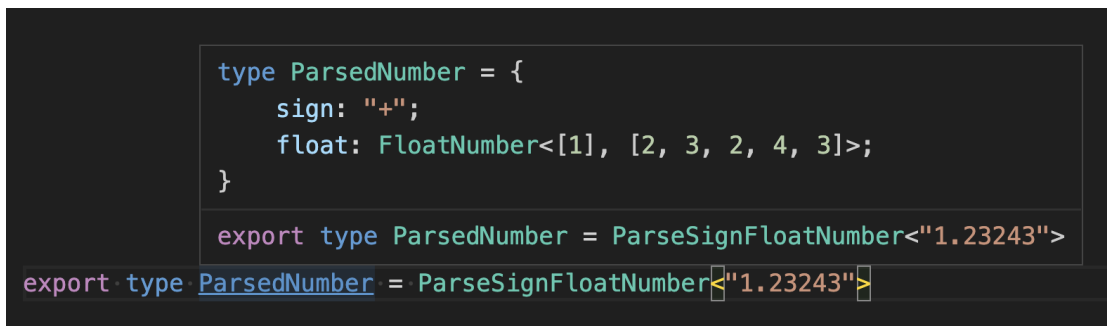 type ParsedNumber = {
sign: "+";
float: FloatNumber<[1], [2, 3, 2, 4, 3]>;
}
export type ParsedNumber = ParseSignFloatNumber<"1.23243">
export type ParsedNumber = ParseSignFloatNumber<"1.23243">